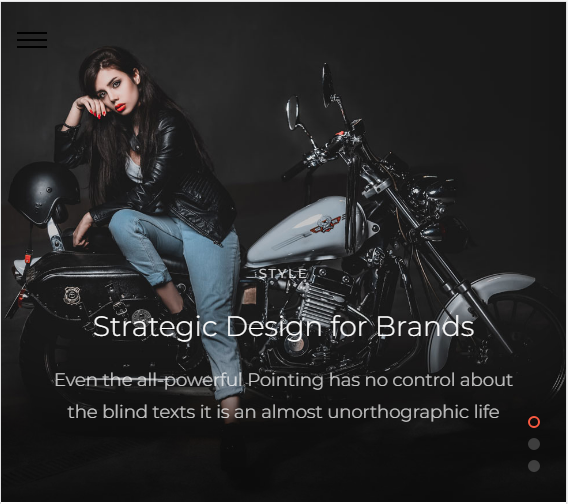 STYLE
Strategic Design for Brands
Even the all-powerful Pointing has no control about
the blind texts it is an almost unorthographic life